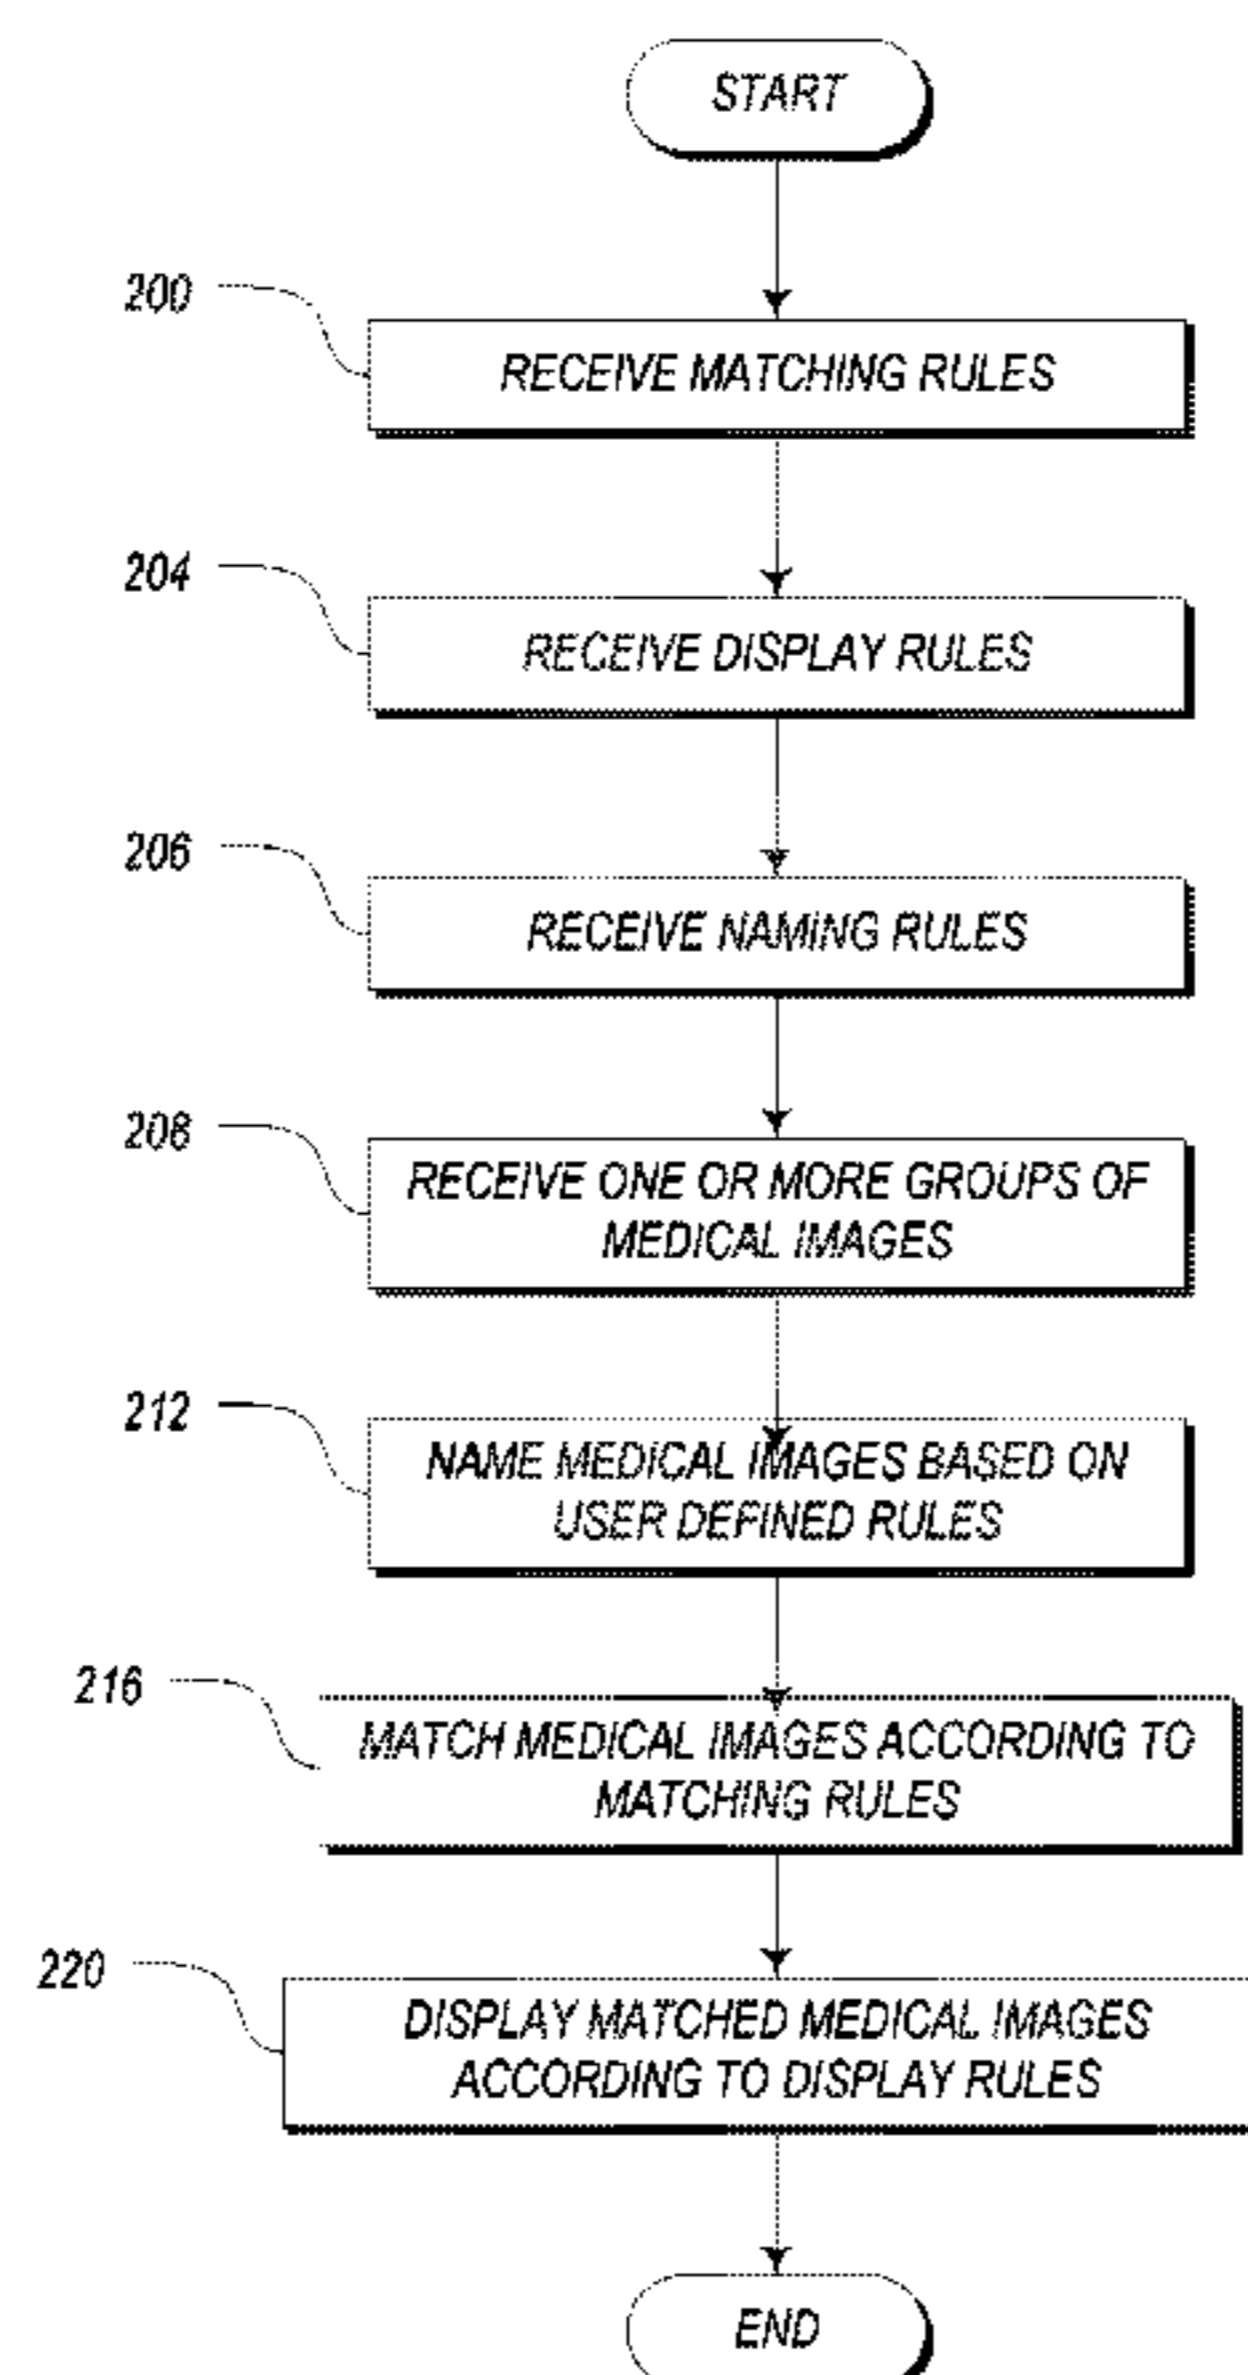 START
200
RECEIVE MATCHING RULES
204
RECEIVE DISPLAY RULES
206
RECEIVE NAMING RULES
208
RECEIVE ONE OR MORE GROUPS OF
MEDICAL IMAGES
212
NAME MEDICAL IMAGES BASED ON
USER DEFINED RULES
216
MATCH MEDICAL IMAGES ACCORDING TO
MATCHING RULES
220
DISPLAY MATCHED MEDICAL IMAGES
ACCORDING TO DISPLAY RULES
END